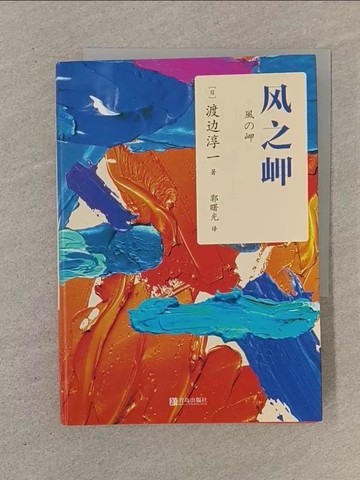 风之岬
風の岬
［日］渡边淳一 著
郭曙光 译
青岛出版社